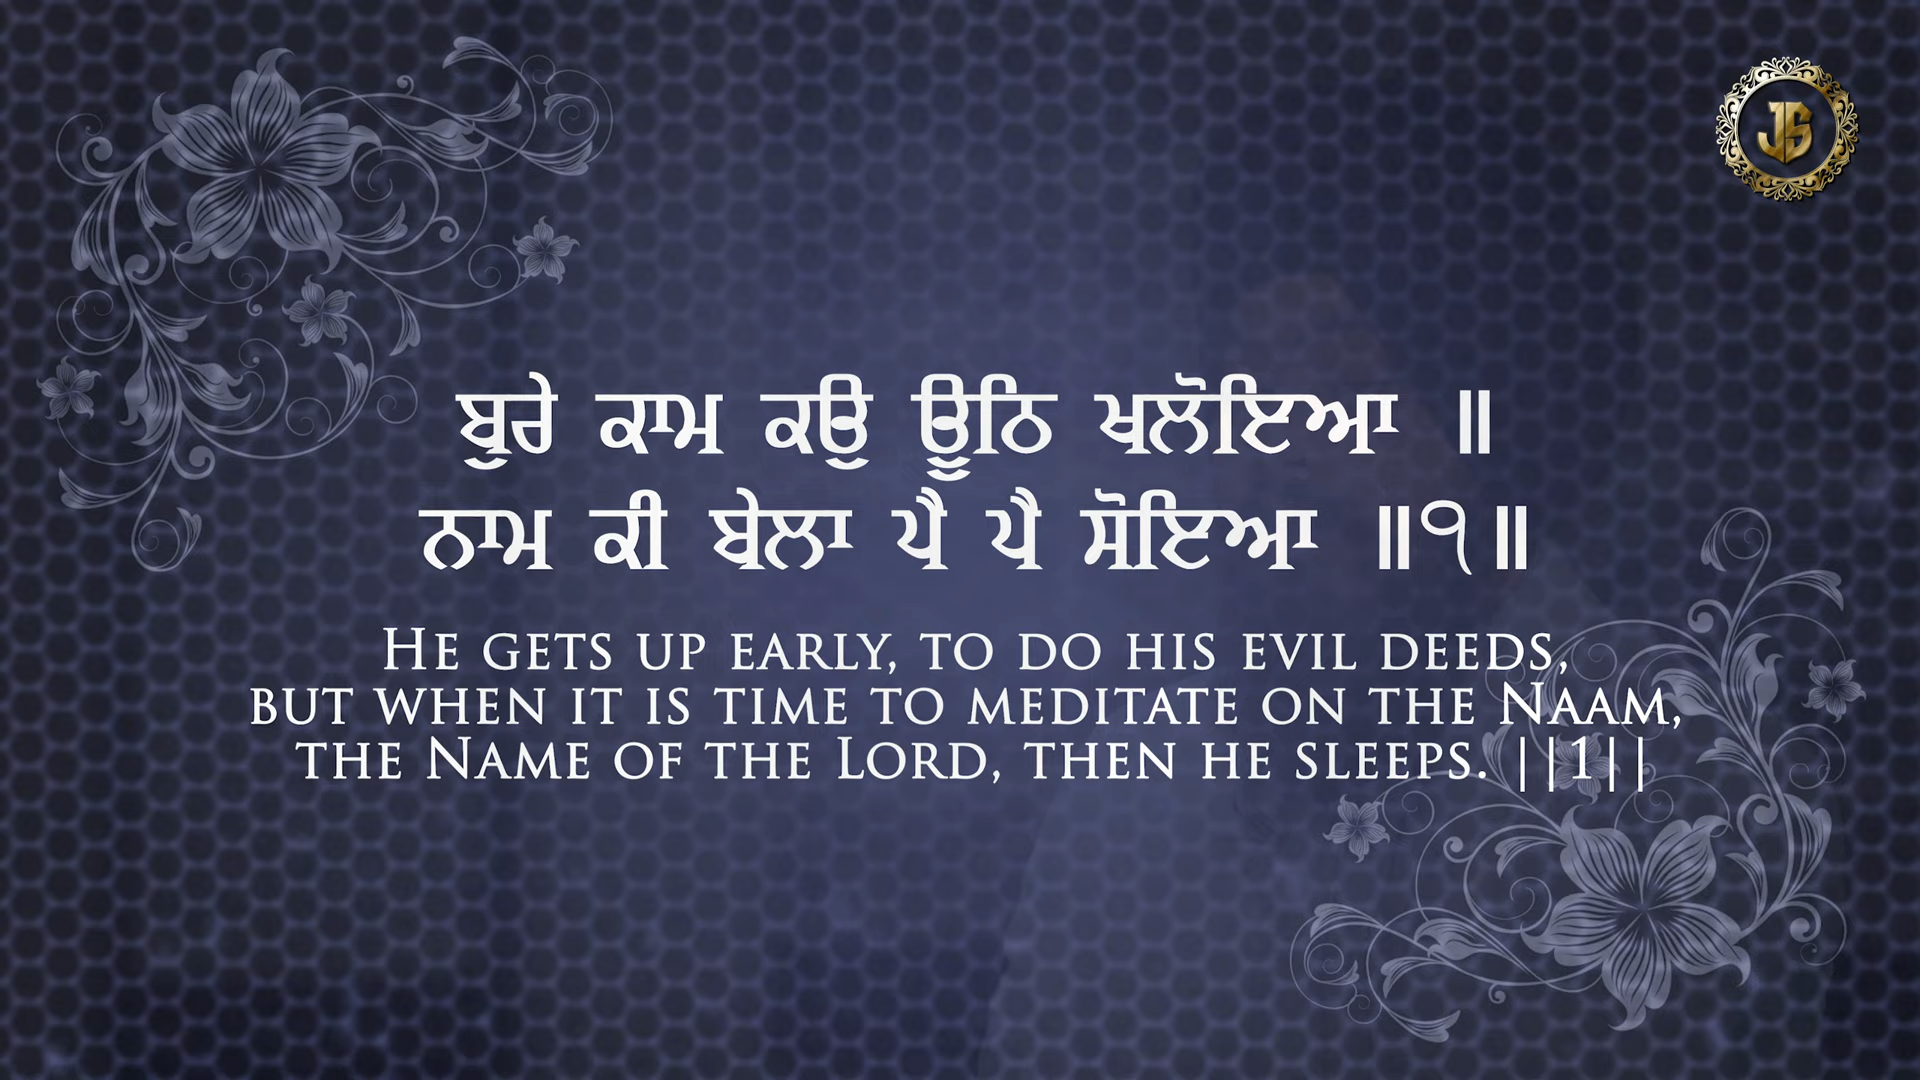 JS
ਬੁਰੇ ਕਾਮ ਕਉ ਊਠਿ ਖਲੋਇਆ ॥
ਨਾਮ ਕੀ ਬੇਲਾ ਪੈ ਪੈ ਸੋਇਆ ॥੧॥
He gets up early, to do his evil deeds,
but when it is time to meditate on the Naam,
the Name of the Lord, then he sleeps. ||1||